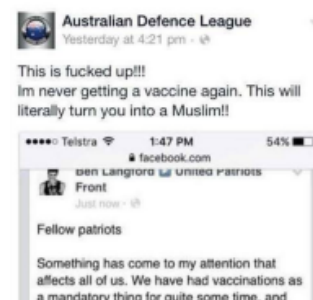 Australian Defence League
Yesterday at 4:21 pm
This is fucked up!!!
Im never getting a vaccine again. This will
literally turn you into a Muslim!!
Telstra 1:47 PM 54%
facebook.com
Ben Langford United Patriots
Front
Just now
Fellow patriots
Something has come to my attention that
affects all of us. We have had vaccinations as
a mandatory thing for quite some time, and